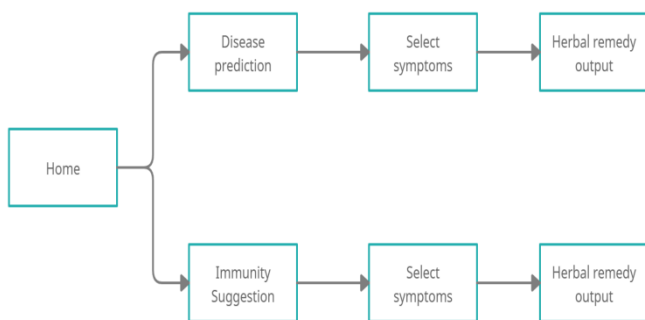 Disease
prediction
Select
symptoms
Herbal remedy
output
Home
Immunity
Suggestion
Select
symptoms
Herbal remedy
output